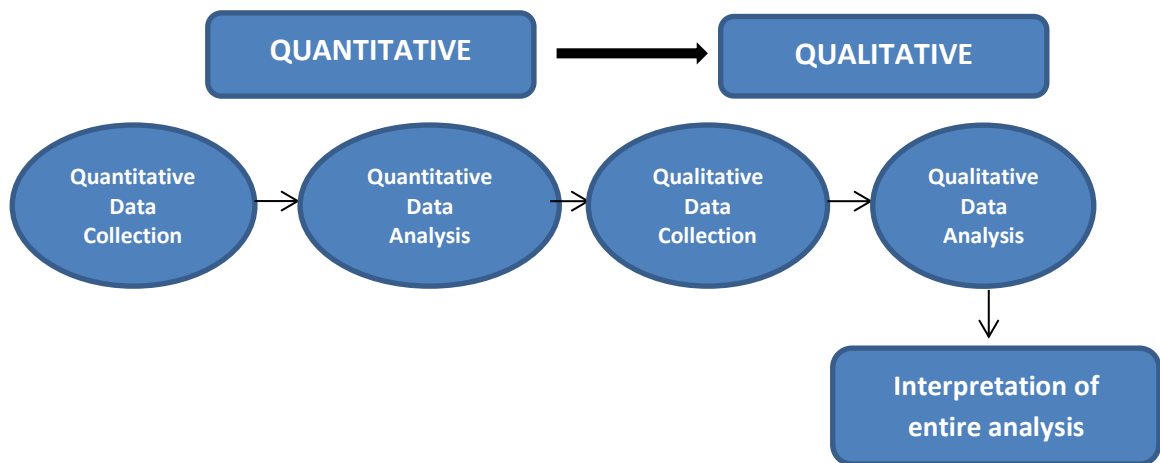 QUANTITATIVE
QUALITATIVE
Quantitative
Data
Collection
Quantitative
Data
Analysis
Qualitative
Data
Collection
Qualitative
Data
Analysis
Interpretation of
entire analysis